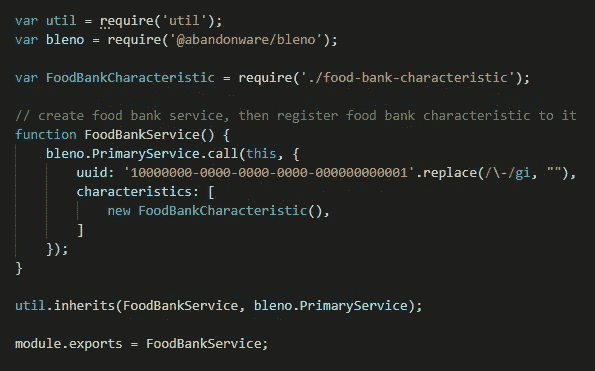 var util = require('util');
var bleno = require('@abandonware/bleno');
var FoodBankCharacteristic = require('./food-bank-characteristic');
// create food bank service, then register food bank characteristic to it
function FoodBankService() {
    bleno.PrimaryService.call(this, {
        uuid: '10000000-0000-0000-0000-000000000001'.replace(/\-/gi, ""),
        characteristics: [
            new FoodBankCharacteristic(),
        ]
    });
}
util.inherits(FoodBankService, bleno.PrimaryService);
module.exports = FoodBankService;